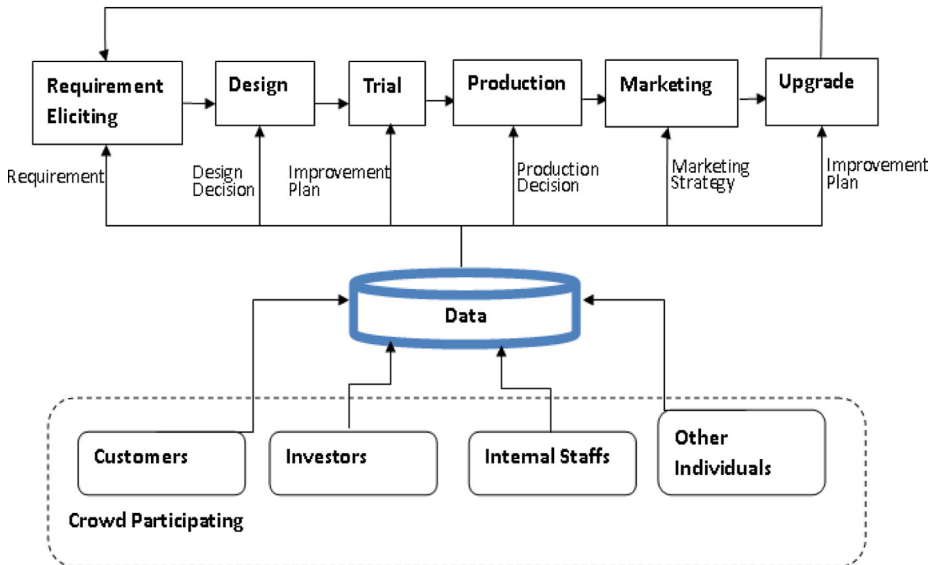 Requirement
Eliciting
Design
Trial
Production
Marketing
Upgrade
Requirement
Design
Decision
Improvement
Plan
Production
Decision
Marketing
Strategy
Improvement
Plan
Data
Customers
Investors
Internal Staffs
Other
Individuals
Crowd Participating